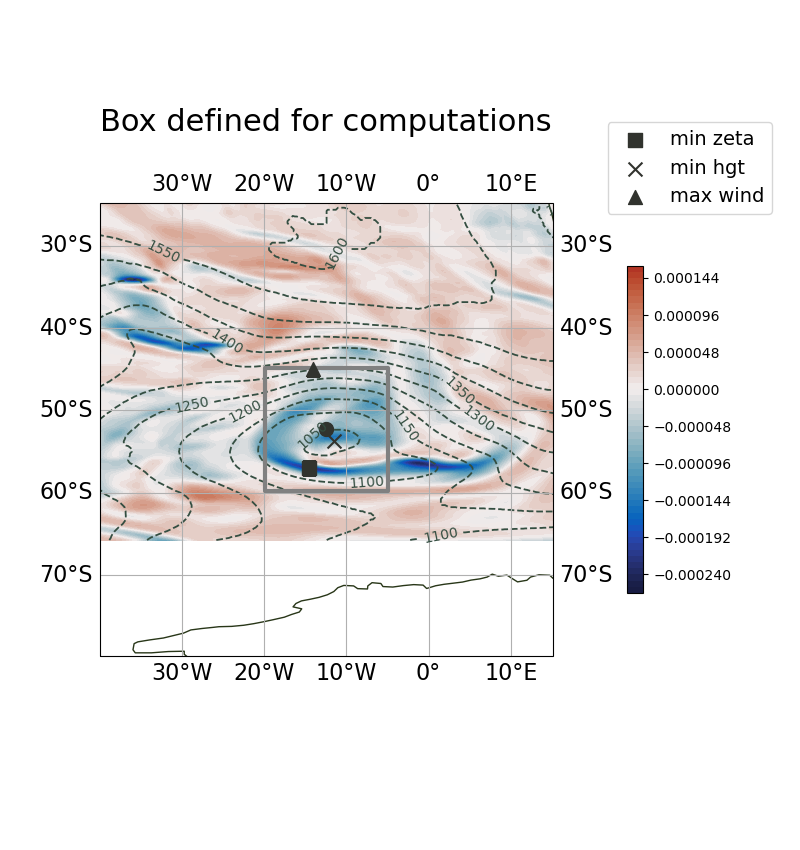 Box defined for computations
min zeta
min hgt
max wind
30°W 20°W 10°W 0° 10°E
30°S 30°S
40°S 40°S
50°S 50°S
60°S 60°S
70°S 70°S
30°W 20°W 10°W 0° 10°E
1550
1600
1400
1350
1250
1200
1300
1150
1050
1100
1100
0.000144
0.000096
0.000048
0.000000
−0.000048
−0.000096
−0.000144
−0.000192
−0.000240